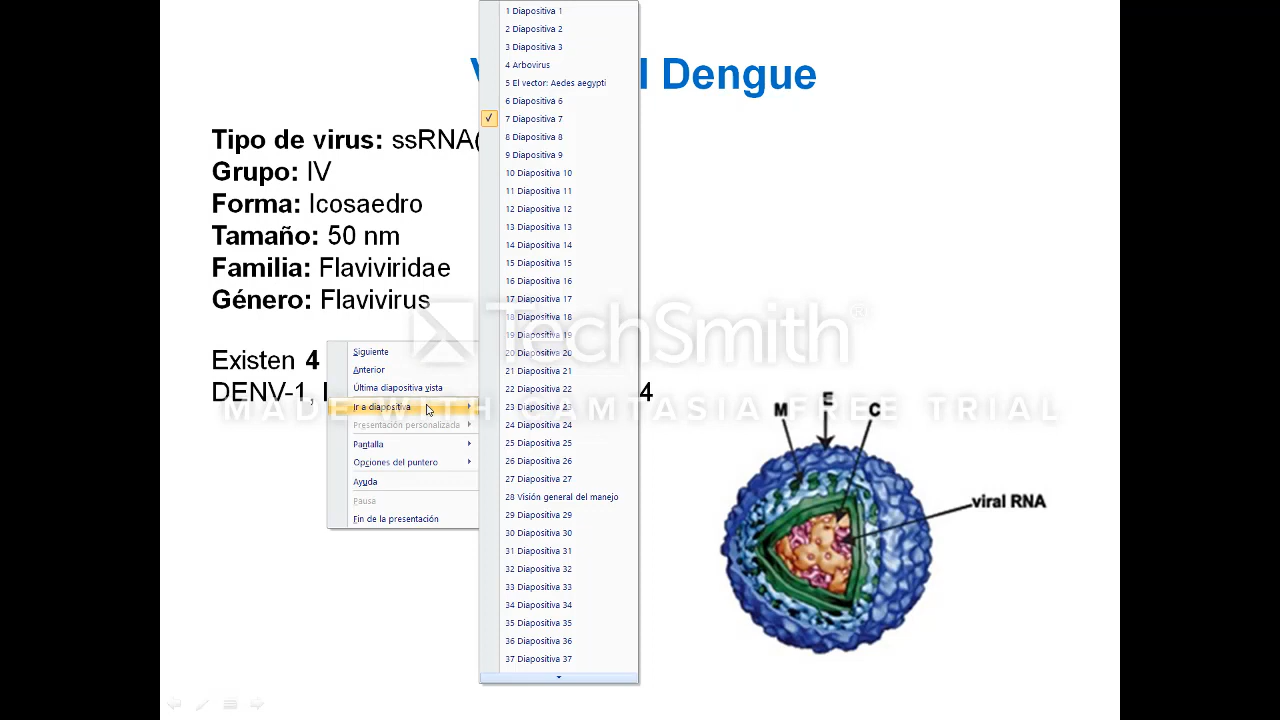 l Dengue
Tipo de virus: ssRNA(
Grupo: IV
Forma: Icosaedro
Tamaño: 50 nm
Familia: Flaviviridae
Género: Flavivirus
Existen 4
DENV-1, 4
Siguiente
Anterior
Última diapositiva vista
Ir a diapositiva
Presentación personalizada
Pantalla
Opciones del puntero
Ayuda
Pausa
Fin de la presentación
1 Diapositiva 1
2 Diapositiva 2
3 Diapositiva 3
4 Arbovirus
5 El vector: Aedes aegypti
6 Diapositiva 6
7 Diapositiva 7
8 Diapositiva 8
9 Diapositiva 9
10 Diapositiva 10
11 Diapositiva 11
12 Diapositiva 12
13 Diapositiva 13
14 Diapositiva 14
15 Diapositiva 15
16 Diapositiva 16
17 Diapositiva 17
18 Diapositiva 18
19 Diapositiva 19
20 Diapositiva 20
21 Diapositiva 21
22 Diapositiva 22
23 Diapositiva 23
24 Diapositiva 24
25 Diapositiva 25
26 Diapositiva 26
27 Diapositiva 27
28 Visión general del manejo
29 Diapositiva 29
30 Diapositiva 30
31 Diapositiva 31
32 Diapositiva 32
33 Diapositiva 33
34 Diapositiva 34
35 Diapositiva 35
36 Diapositiva 36
37 Diapositiva 37
M E C
viral RNA
TechSmith®
MADE WITH CAMTASIA FREE TRIAL